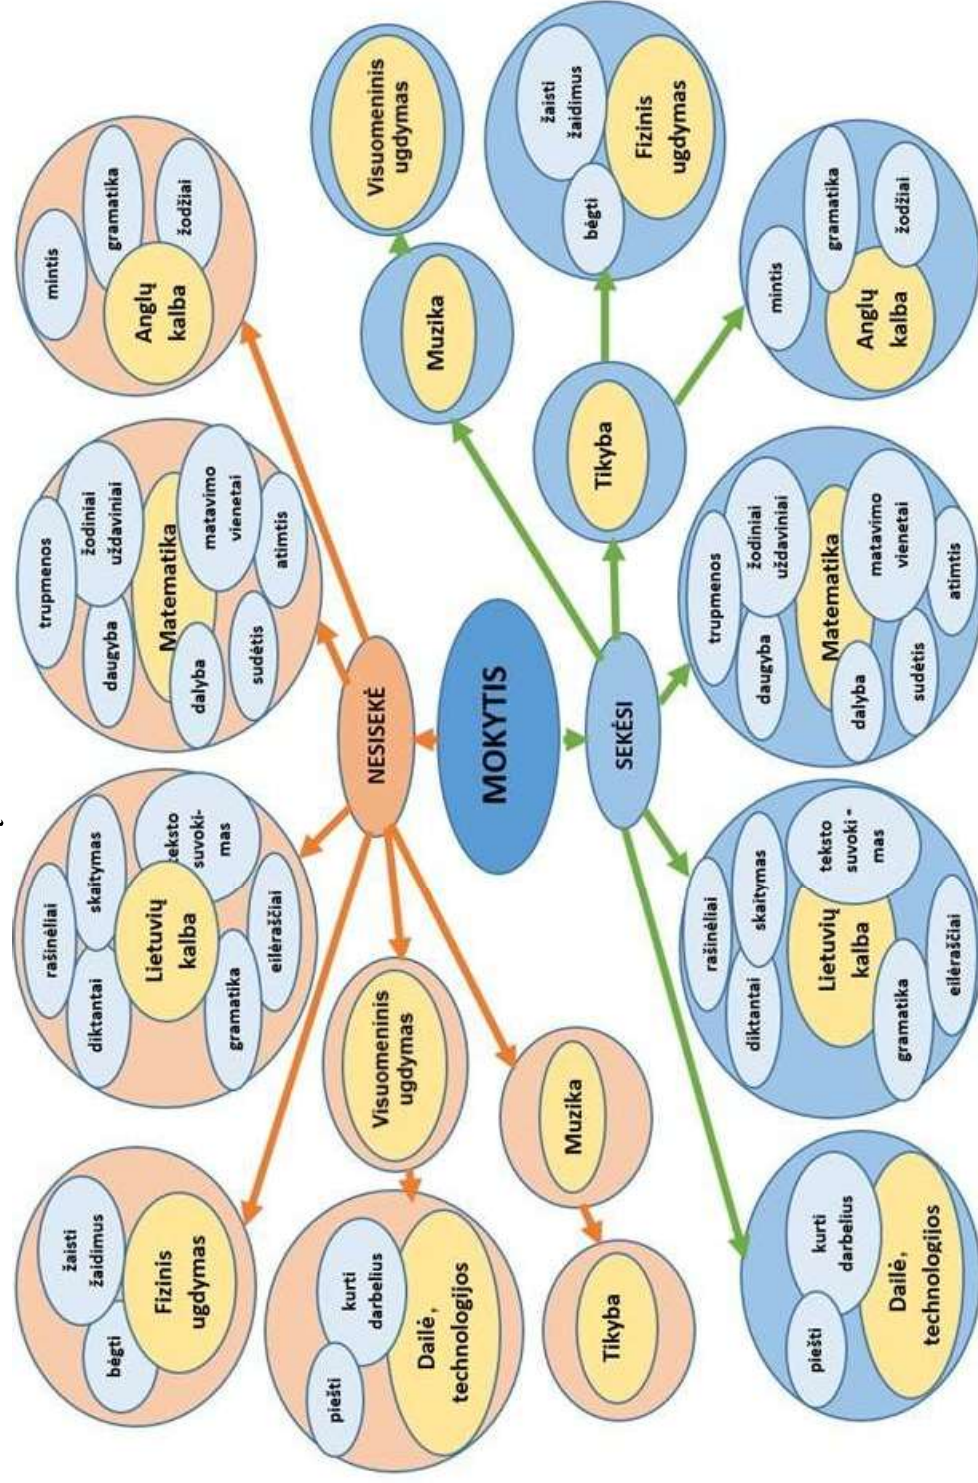 žaisti
žaidimus
bėgti
Fizinis
ugdymas
rašinėliai
skaitymas
diktantai
teksto
suvoki-
mas
Lietuvių
kalba
gramatika
eilėraščiai
trupmenos
žodiniai
uždaviniai
daugyba
Matematika
matavimo
vienetai
dalyba
sudėtis
atimtis
mintis
gramatika
žodžiai
Anglų
kalba
kurti
darbelius
piešti
Dailė,
technologijos
Visuomeninis
ugdymas
NESISEKĖ
Visuomeninis
ugdymas
Muzika
Muzika
Tikyba
MOKYTIS
SEKĖSI
Tikyba
žaisti
žaidimus
bėgti
Fizinis
ugdymas
kurti
darbelius
piešti
Dailė,
technologijos
rašinėliai
skaitymas
diktantai
teksto
suvoki -
mas
Lietuvių
kalba
gramatika
eilėraščiai
trupmenos
žodiniai
uždaviniai
daugyba
Matematika
matavimo
vienetai
dalyba
sudėtis
atimtis
mintis
gramatika
žodžiai
Anglų
kalba